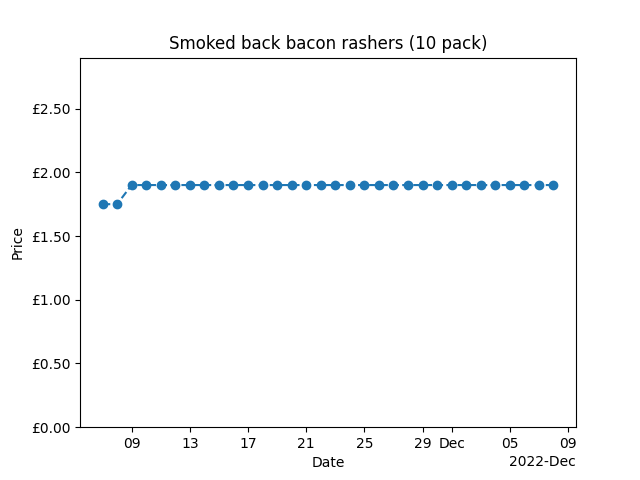 Smoked back bacon rashers (10 pack)
£2.50
£2.00
£1.50
£1.00
£0.50
£0.00
Price
09 13 17 21 25 29 Dec 05 09
Date
2022-Dec